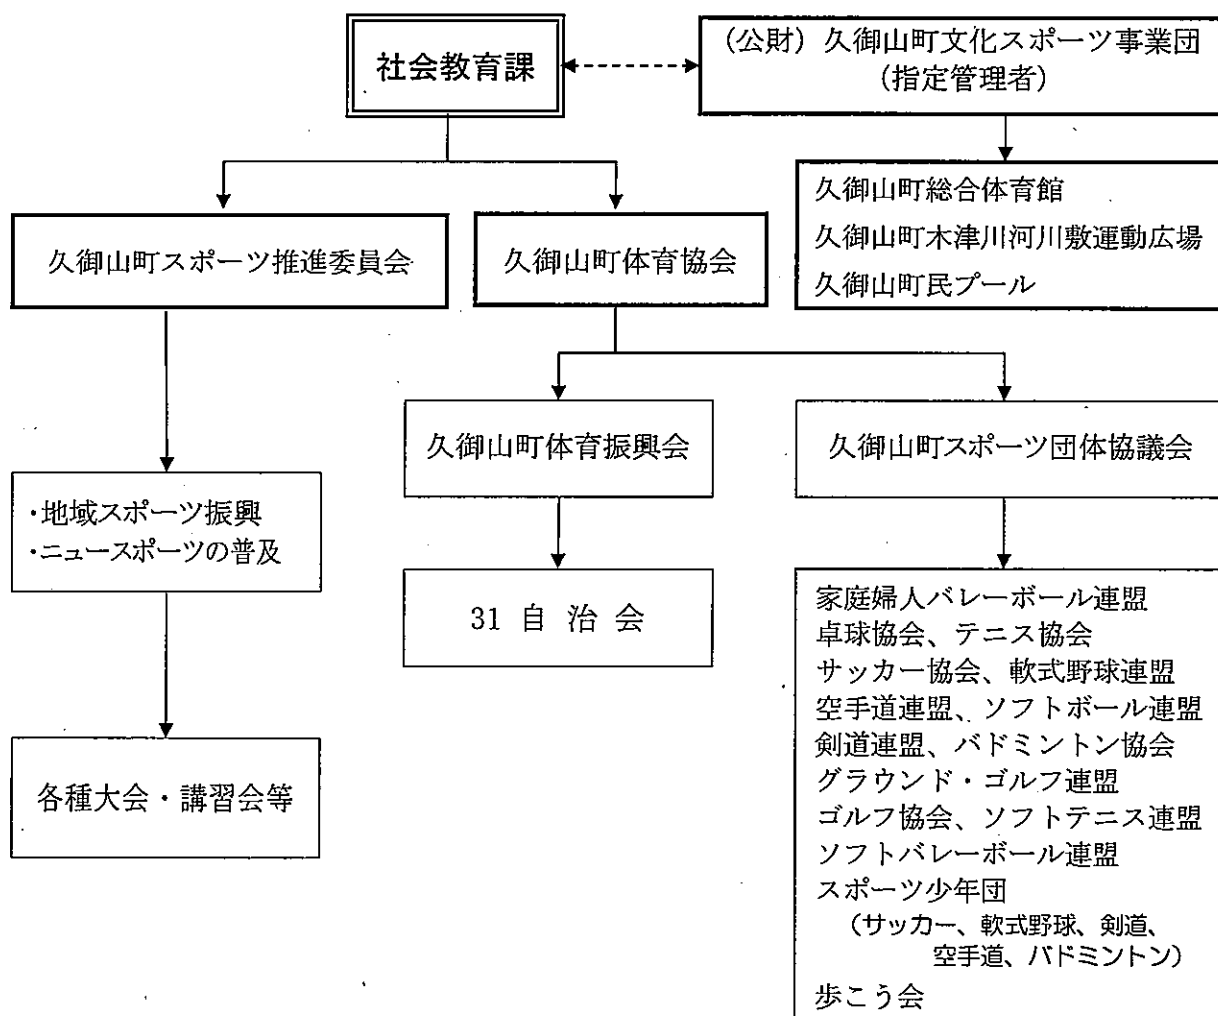 社会教育課
（公財）久御山町文化スポーツ事業団
（指定管理者）
久御山町総合体育館
久御山町木津川河川敷運動広場
久御山町民プール
久御山町スポーツ推進委員会
久御山町体育協会
久御山町体育振興会
久御山町スポーツ団体協議会
・地域スポーツ振興
・ニュースポーツの普及
31 自 治 会
家庭婦人バレーボール連盟
卓球協会、テニス協会
サッカー協会、軟式野球連盟
空手道連盟、ソフトボール連盟
剣道連盟、バドミントン協会
グラウンド・ゴルフ連盟
ゴルフ協会、ソフトテニス連盟
ソフトバレーボール連盟
スポーツ少年団
（サッカー、軟式野球、剣道、
空手道、バドミントン）
歩こう会
各種大会・講習会等